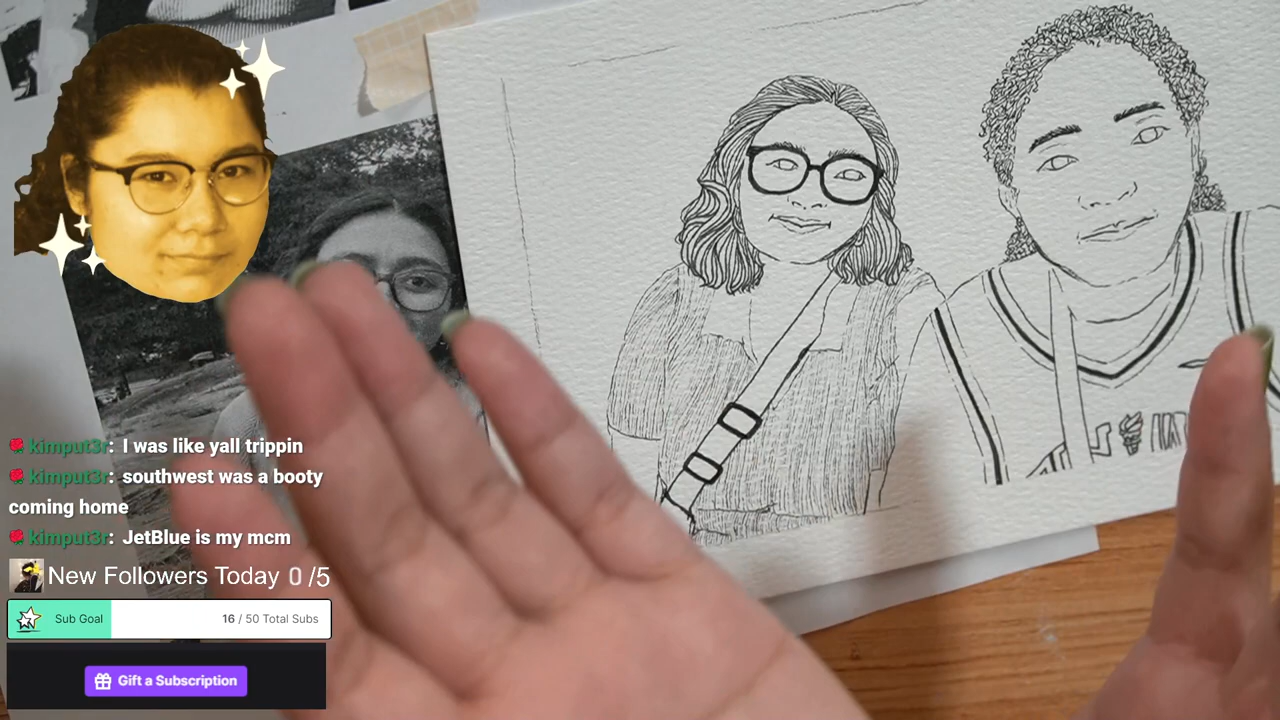 kimput3r: I was like yall trippin
kimput3r: southwest was a booty
coming home
kimput3r: JetBlue is my mcm
New Followers Today 0 /5
Sub Goal 16 / 50 Total Subs
Gift a Subscription